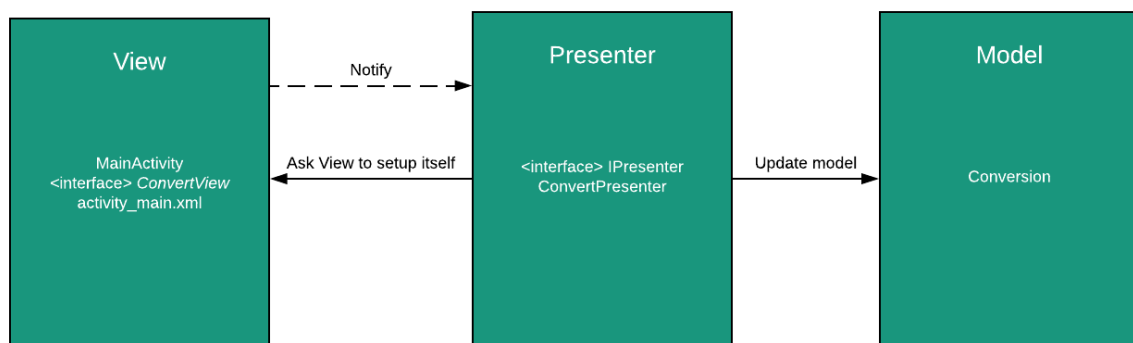 View
Notify
Presenter
Model
MainActivity
<interface> ConvertView
activity_main.xml
Ask View to setup itself
<interface> IPresenter
ConvertPresenter
Update model
Conversion